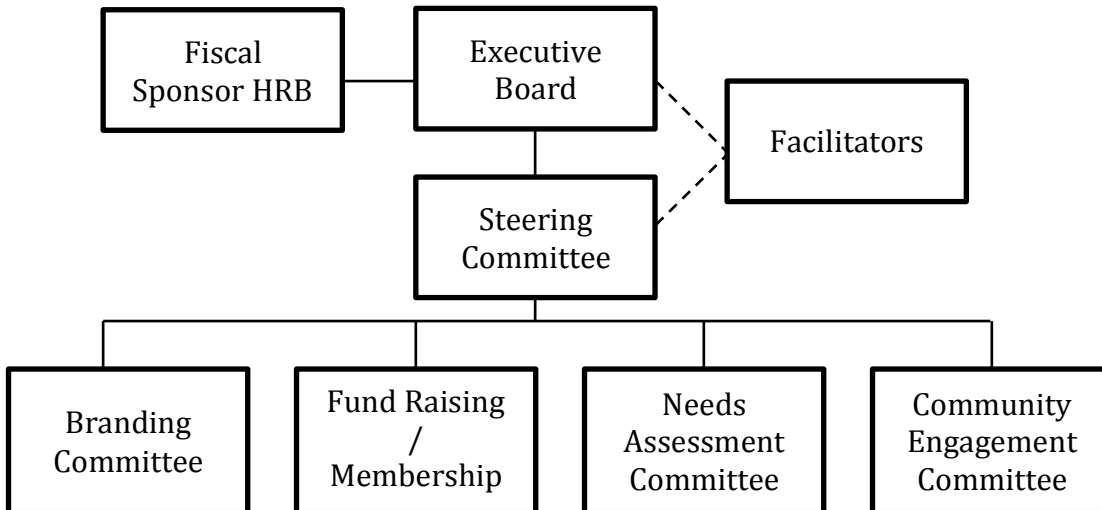 Fiscal
Sponsor HRB
Executive
Board
Facilitators
Steering
Committee
Branding
Committee
Fund Raising
/
Membership
Needs
Assessment
Committee
Community
Engagement
Committee